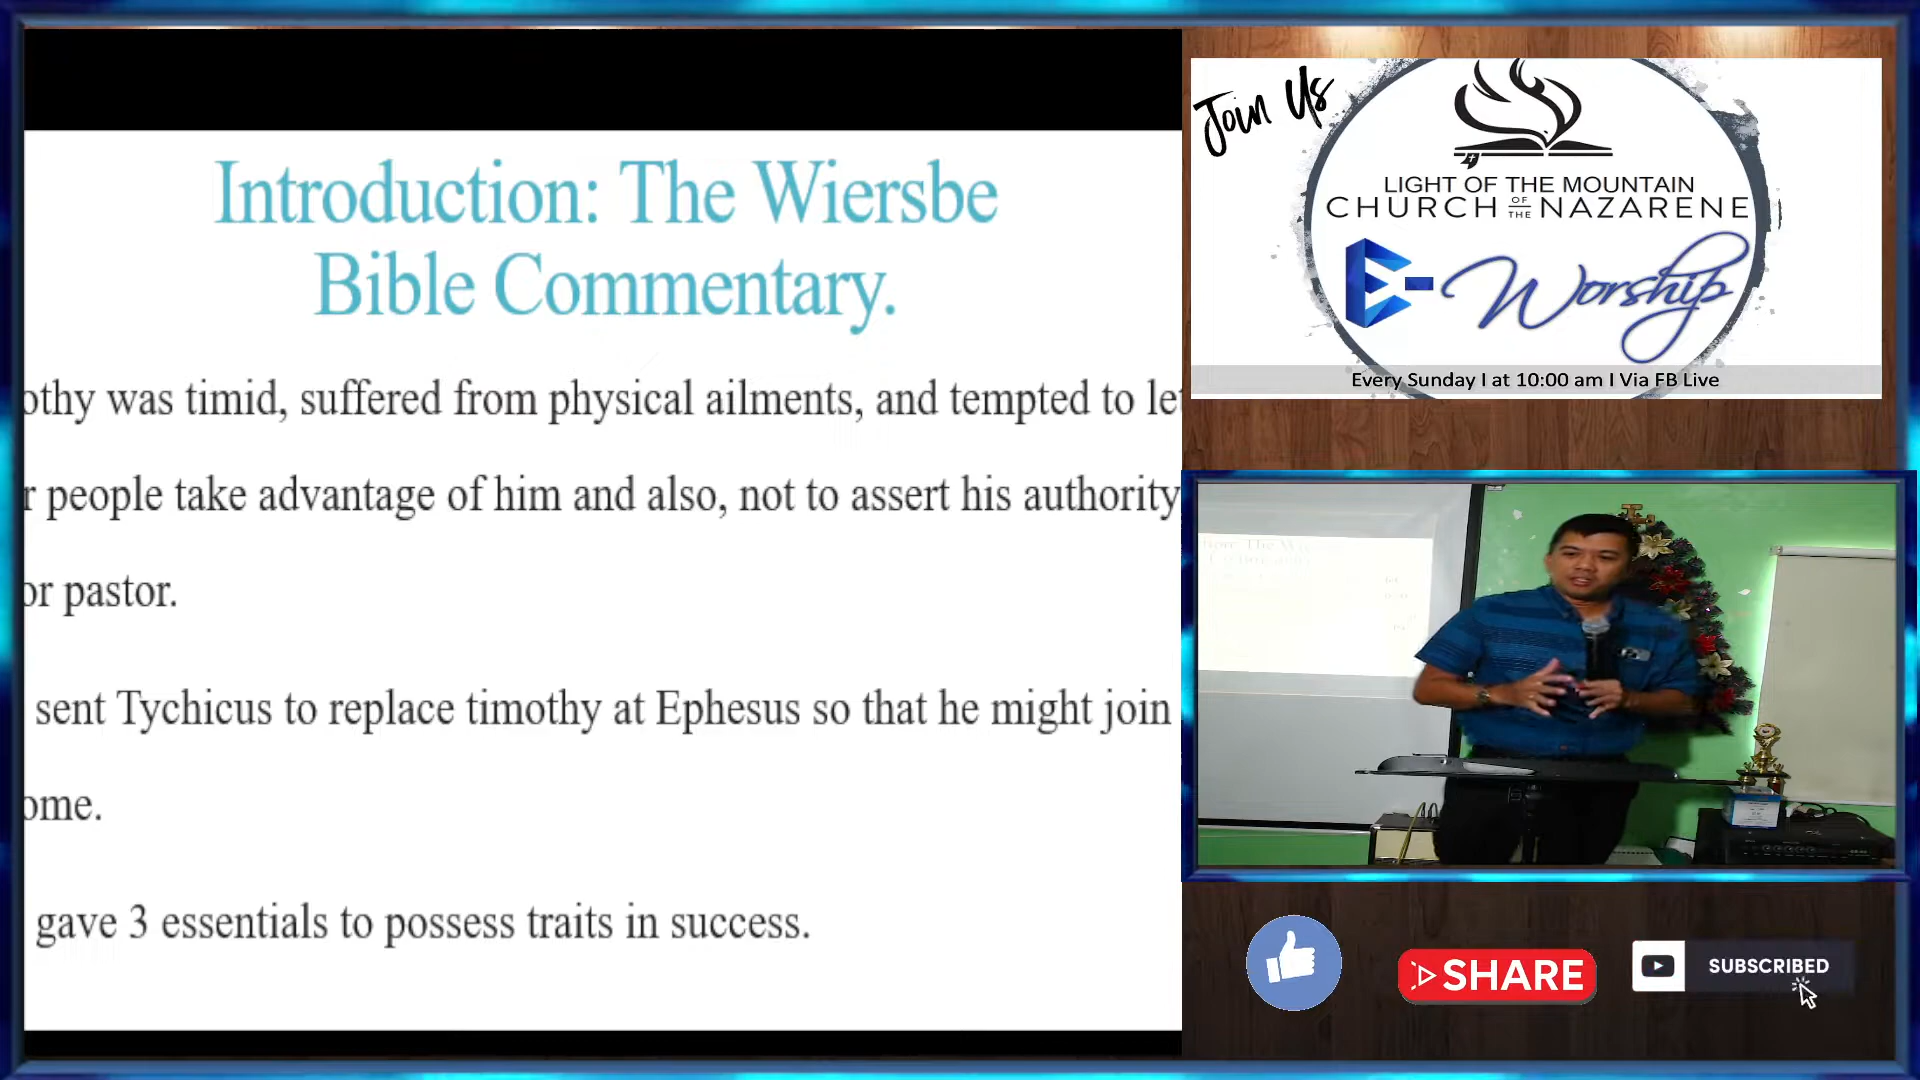 Introduction: The Wiersbe
Bible Commentary.
othy was timid, suffered from physical ailments, and tempted to let
r people take advantage of him and also, not to assert his authority
or pastor.
sent Tychicus to replace timothy at Ephesus so that he might join
ome.
gave 3 essentials to possess traits in success.
Join Us
LIGHT OF THE MOUNTAIN
CHURCH OF THE NAZARENE
E-Worship
Every Sunday I at 10:00 am I Via FB Live
SHARE
SUBSCRIBED